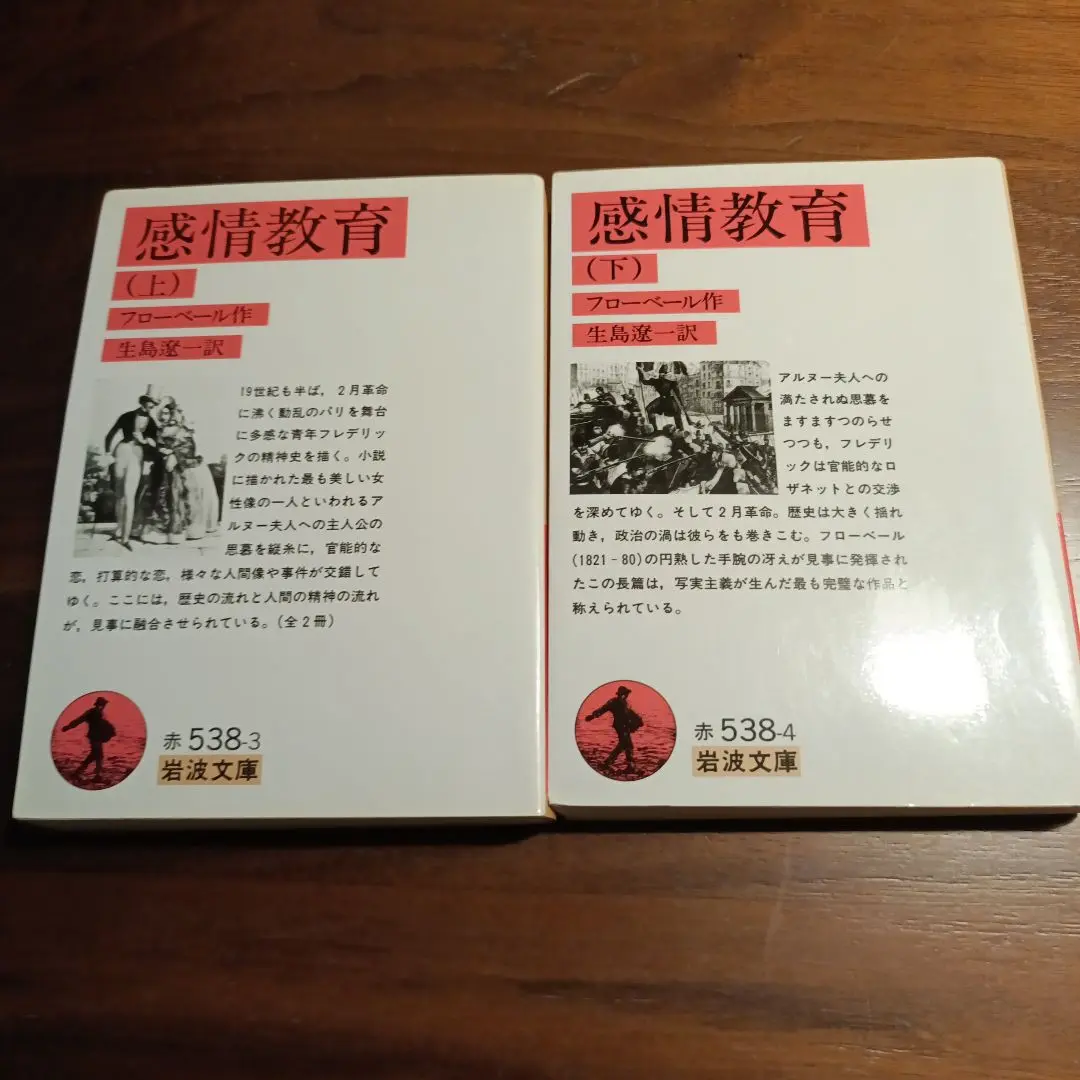 感情教育
(上)
フローベール作
生島遼一訳
19世紀も半ば，2月革命
に沸く動乱のパリを舞台
に多感な青年フレデリッ
クの精神史を描く。小説
に描かれた最も美しい女
性像の一人といわれるア
ルヌー夫人への主人公の
思慕を縦糸に，官能的な
恋，打算的な恋，様々な人間像や事件が交錯して
ゆく。ここには，歴史の流れと人間の精神の流れ
が，見事に融合させられている。(全2冊)
赤 538-3
岩波文庫
感情教育
(下)
フローベール作
生島遼一訳
アルヌー夫人への
満たされぬ思慕を
ますますつのらせ
つつも，フレデリ
ックは官能的なロ
ザネットとの交渉
を深めてゆく。そして2月革命。歴史は大きく揺れ
動き，政治の渦は彼らをも巻きこむ。フローベール
(1821‐80)の円熟した手腕の冴えが見事に発揮され
たこの長篇は，写実主義が生んだ最も完璧な作品と
称えられている。
赤 538-4
岩波文庫